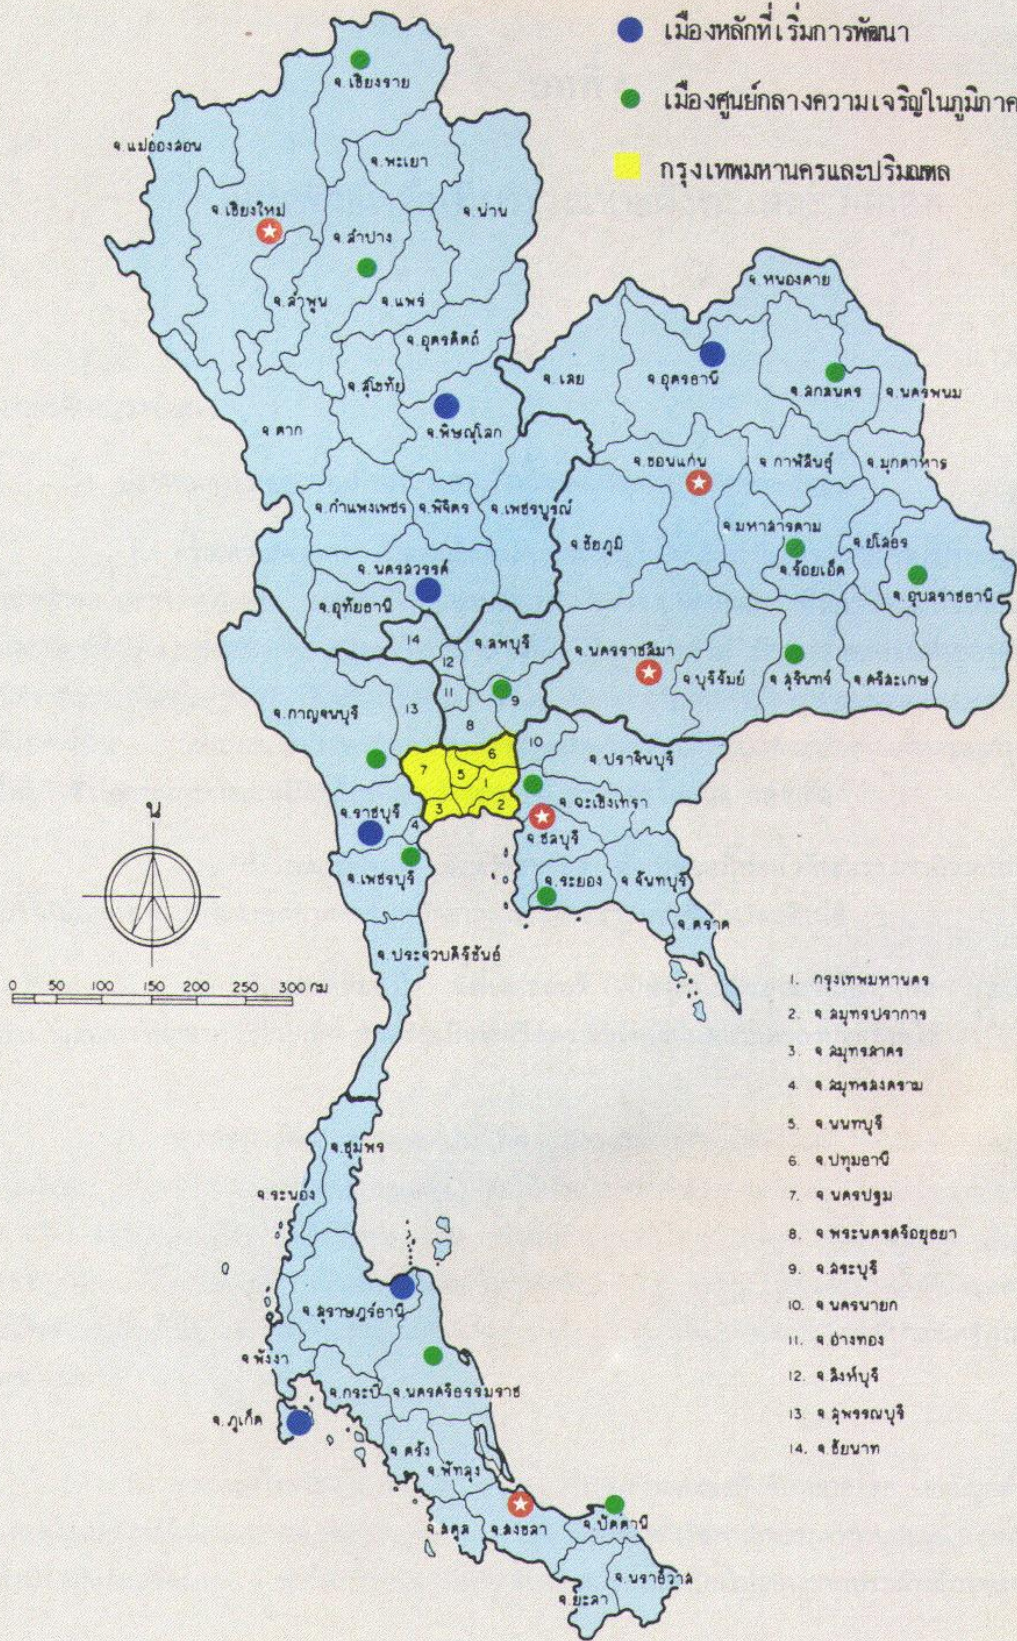 เมืองหลักที่เริ่มการพัฒนา
เมืองศูนย์กลางความเจริญในภูมิภาค
กรุงเทพมหานครและปริมณฑล
จ.เชียงราย
จ.แม่ฮ่องสอน
จ.พะเยา
จ.เชียงใหม่
จ.น่าน
จ.ลำปาง
จ.ลำพูน
จ.แพร่
จ.อุตรดิตถ์
จ.สุโขทัย
จ.ตาก
จ.พิษณุโลก
จ.กำแพงเพชร
จ.พิจิตร
จ.เพชรบูรณ์
จ.นครสวรรค์
จ.อุทัยธานี
จ.หนองคาย
จ.เลย
จ.อุดรธานี
จ.สกลนคร
จ.นครพนม
จ.ขอนแก่น
จ.กาฬสินธุ์
จ.มุกดาหาร
จ.มหาสารคาม
จ.ยโสธร
จ.ชัยภูมิ
จ.ร้อยเอ็ด
จ.อุบลราชธานี
จ.นครราชสีมา
จ.บุรีรัมย์
จ.สุรินทร์
จ.ศรีสะเกษ
14
จ.ลพบุรี
12
11
9
13
8
จ.กาญจนบุรี
10
จ.ปราจีนบุรี
6
7
5
1
3
2
4
จ.ฉะเชิงเทรา
จ.ราชบุรี
จ.ชลบุรี
จ.เพชรบุรี
จ.ระยอง
จ.จันทบุรี
จ.ตราด
น
จ.ประจวบคีรีขันธ์
0 50 100 150 200 250 300 กม
จ.ชุมพร
จ.ระนอง
จ.สุราษฎร์ธานี
จ.พังงา
จ.กระบี่
จ.นครศรีธรรมราช
จ.ภูเก็ต
จ.ตรัง
จ.พัทลุง
จ.สตูล
จ.สงขลา
จ.ปัตตานี
จ.ยะลา
จ.นราธิวาส
1. กรุงเทพมหานคร
2. จ.สมุทรปราการ
3. จ.สมุทรสาคร
4. จ.สมุทรสงคราม
5. จ.นนทบุรี
6. จ.ปทุมธานี
7. จ.นครปฐม
8. จ.พระนครศรีอยุธยา
9. จ.สระบุรี
10. จ.นครนายก
11. จ.อ่างทอง
12. จ.สิงห์บุรี
13. จ.สุพรรณบุรี
14. จ.ชัยนาท